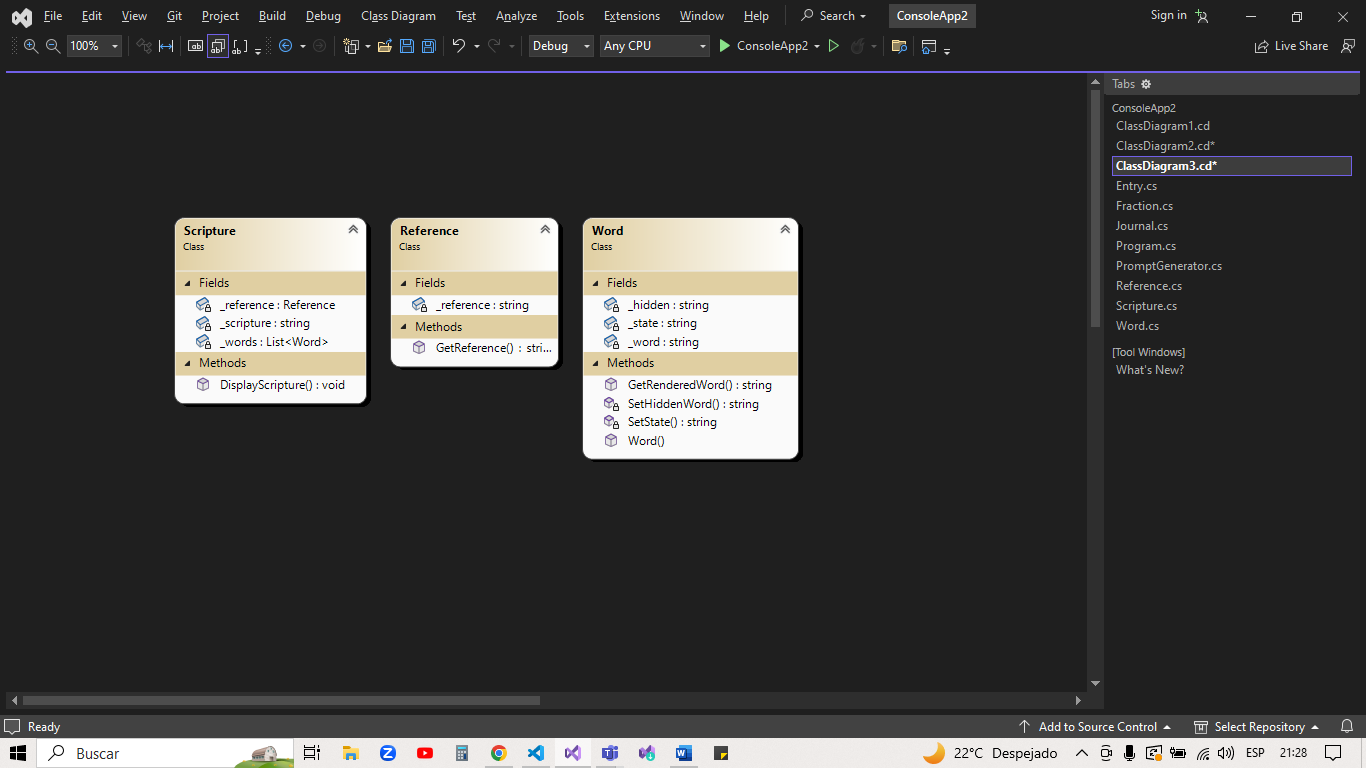 File Edit View Git Project Build Debug Class Diagram Test Analyze Tools Extensions Window Help Search ConsoleApp2 Sign in
100% Debug Any CPU ConsoleApp2 Live Share
Tabs
ConsoleApp2
ClassDiagram1.cd
ClassDiagram2.cd*
ClassDiagram3.cd*
Entry.cs
Fraction.cs
Journal.cs
Program.cs
PromptGenerator.cs
Reference.cs
Scripture.cs
Word.cs
[Tool Windows]
What's New?
Scripture
Class
Fields
_reference : Reference
_scripture : string
_words : List<Word>
Methods
DisplayScripture() : void
Reference
Class
Fields
_reference : string
Methods
GetReference() : stri...
Word
Class
Fields
_hidden : string
_state : string
_word : string
Methods
GetRenderedWord() : string
SetHiddenWord() : string
SetState() : string
Word()
Ready Add to Source Control Select Repository
Buscar 22°C Despejado ESP 21:28